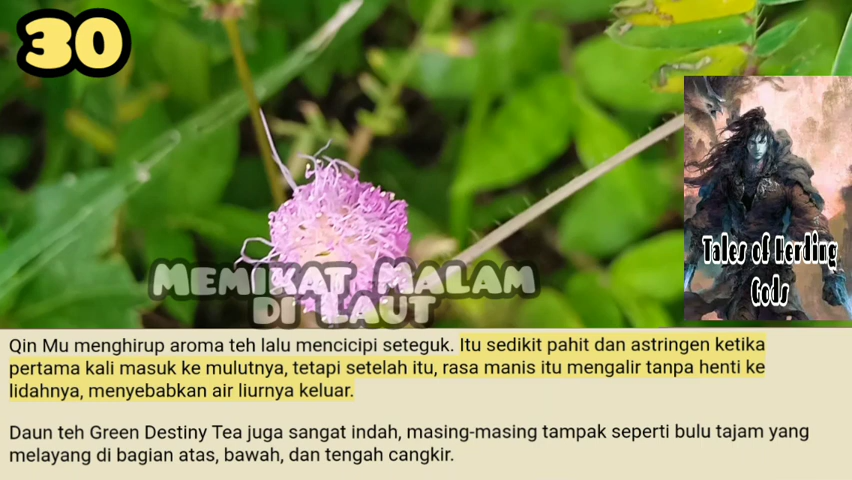 30
Tales of Herding
Gods
MEMIKAT MALAM
DI LAUT
Qin Mu menghirup aroma teh lalu mencicipi seteguk. Itu sedikit pahit dan astringen ketika
pertama kali masuk ke mulutnya, tetapi setelah itu, rasa manis itu mengalir tanpa henti ke
lidahnya, menyebabkan air liurnya keluar.
Daun teh Green Destiny Tea juga sangat indah, masing-masing tampak seperti bulu tajam yang
melayang di bagian atas, bawah, dan tengah cangkir.